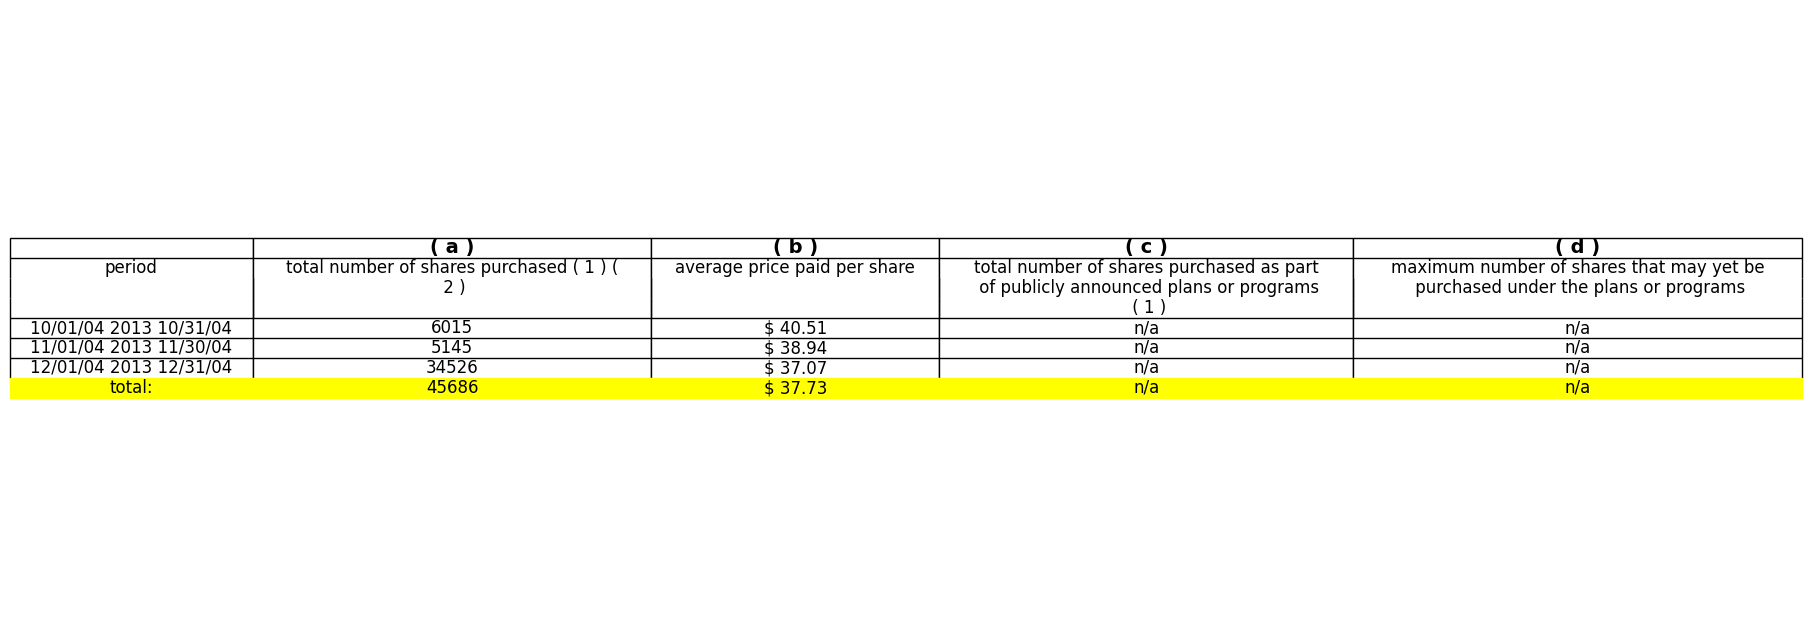 ( a ) ( b ) ( c ) ( d )
period total number of shares purchased ( 1 ) ( average price paid per share total number of shares purchased as part maximum number of shares that may yet be
2 ) of publicly announced plans or programs purchased under the plans or programs
( 1 )
10/01/04 2013 10/31/04 6015 $ 40.51 n/a n/a
11/01/04 2013 11/30/04 5145 $ 38.94 n/a n/a
12/01/04 2013 12/31/04 34526 $ 37.07 n/a n/a
total: 45686 $ 37.73 n/a n/a